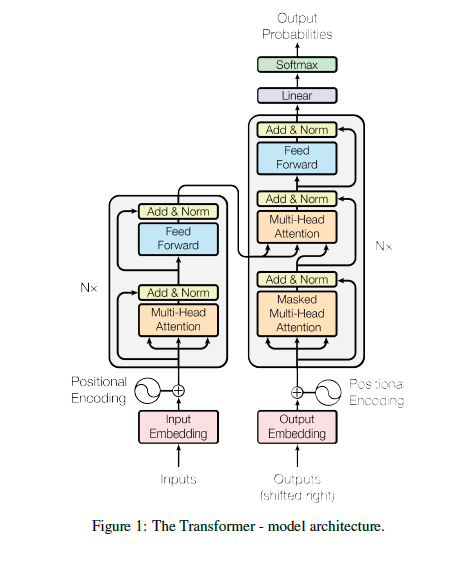 Output
Probabilities
Softmax
Linear
Add & Norm
Feed
Forward
Add & Norm
Multi-Head
Attention
Add & Norm
Masked
Multi-Head
Attention
N×
Add & Norm
Feed
Forward
Add & Norm
Multi-Head
Attention
N×
Positional
Encoding
Positional
Encoding
Input
Embedding
Output
Embedding
Inputs
Outputs
(shifted right)
Figure 1: The Transformer - model architecture.